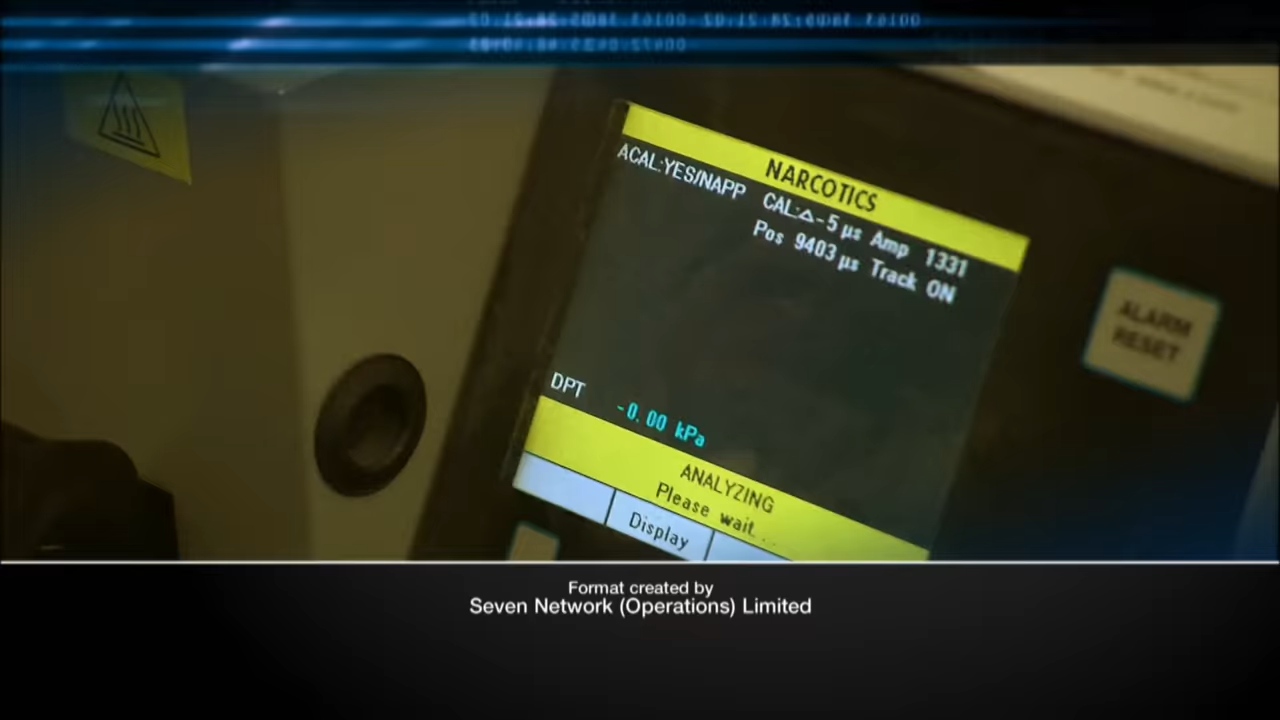 NARCOTICS
ACAL:YES/NAPP CAL:△-5 µs Amp 1331
Pos 9403 µs Track ON
DPT -0.00 kPa
ANALYZING
Please wait...
Display
ALARM
RESET
Format created by
Seven Network (Operations) Limited